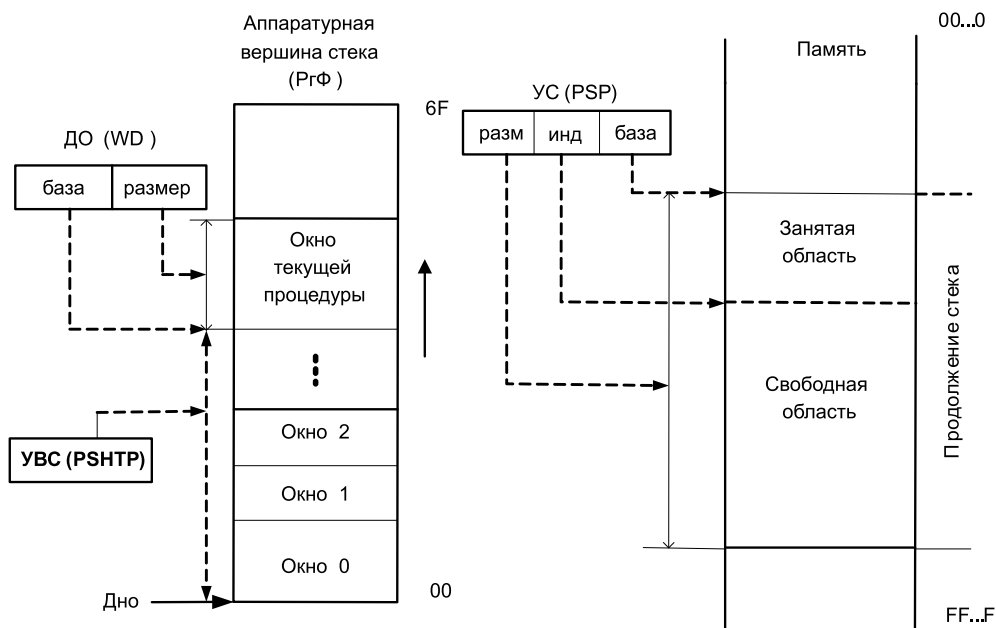 Аппаратурная
вершина стека
(РгФ)
6F
ДО (WD)
база размер
Окно
текущей
процедуры
УВС (PSHTP)
Окно 2
Окно 1
Окно 0
Дно
00
УС (PSP)
разм инд база
00...0
Память
Занятая
область
Свободная
область
Продолжение стека
FF...F